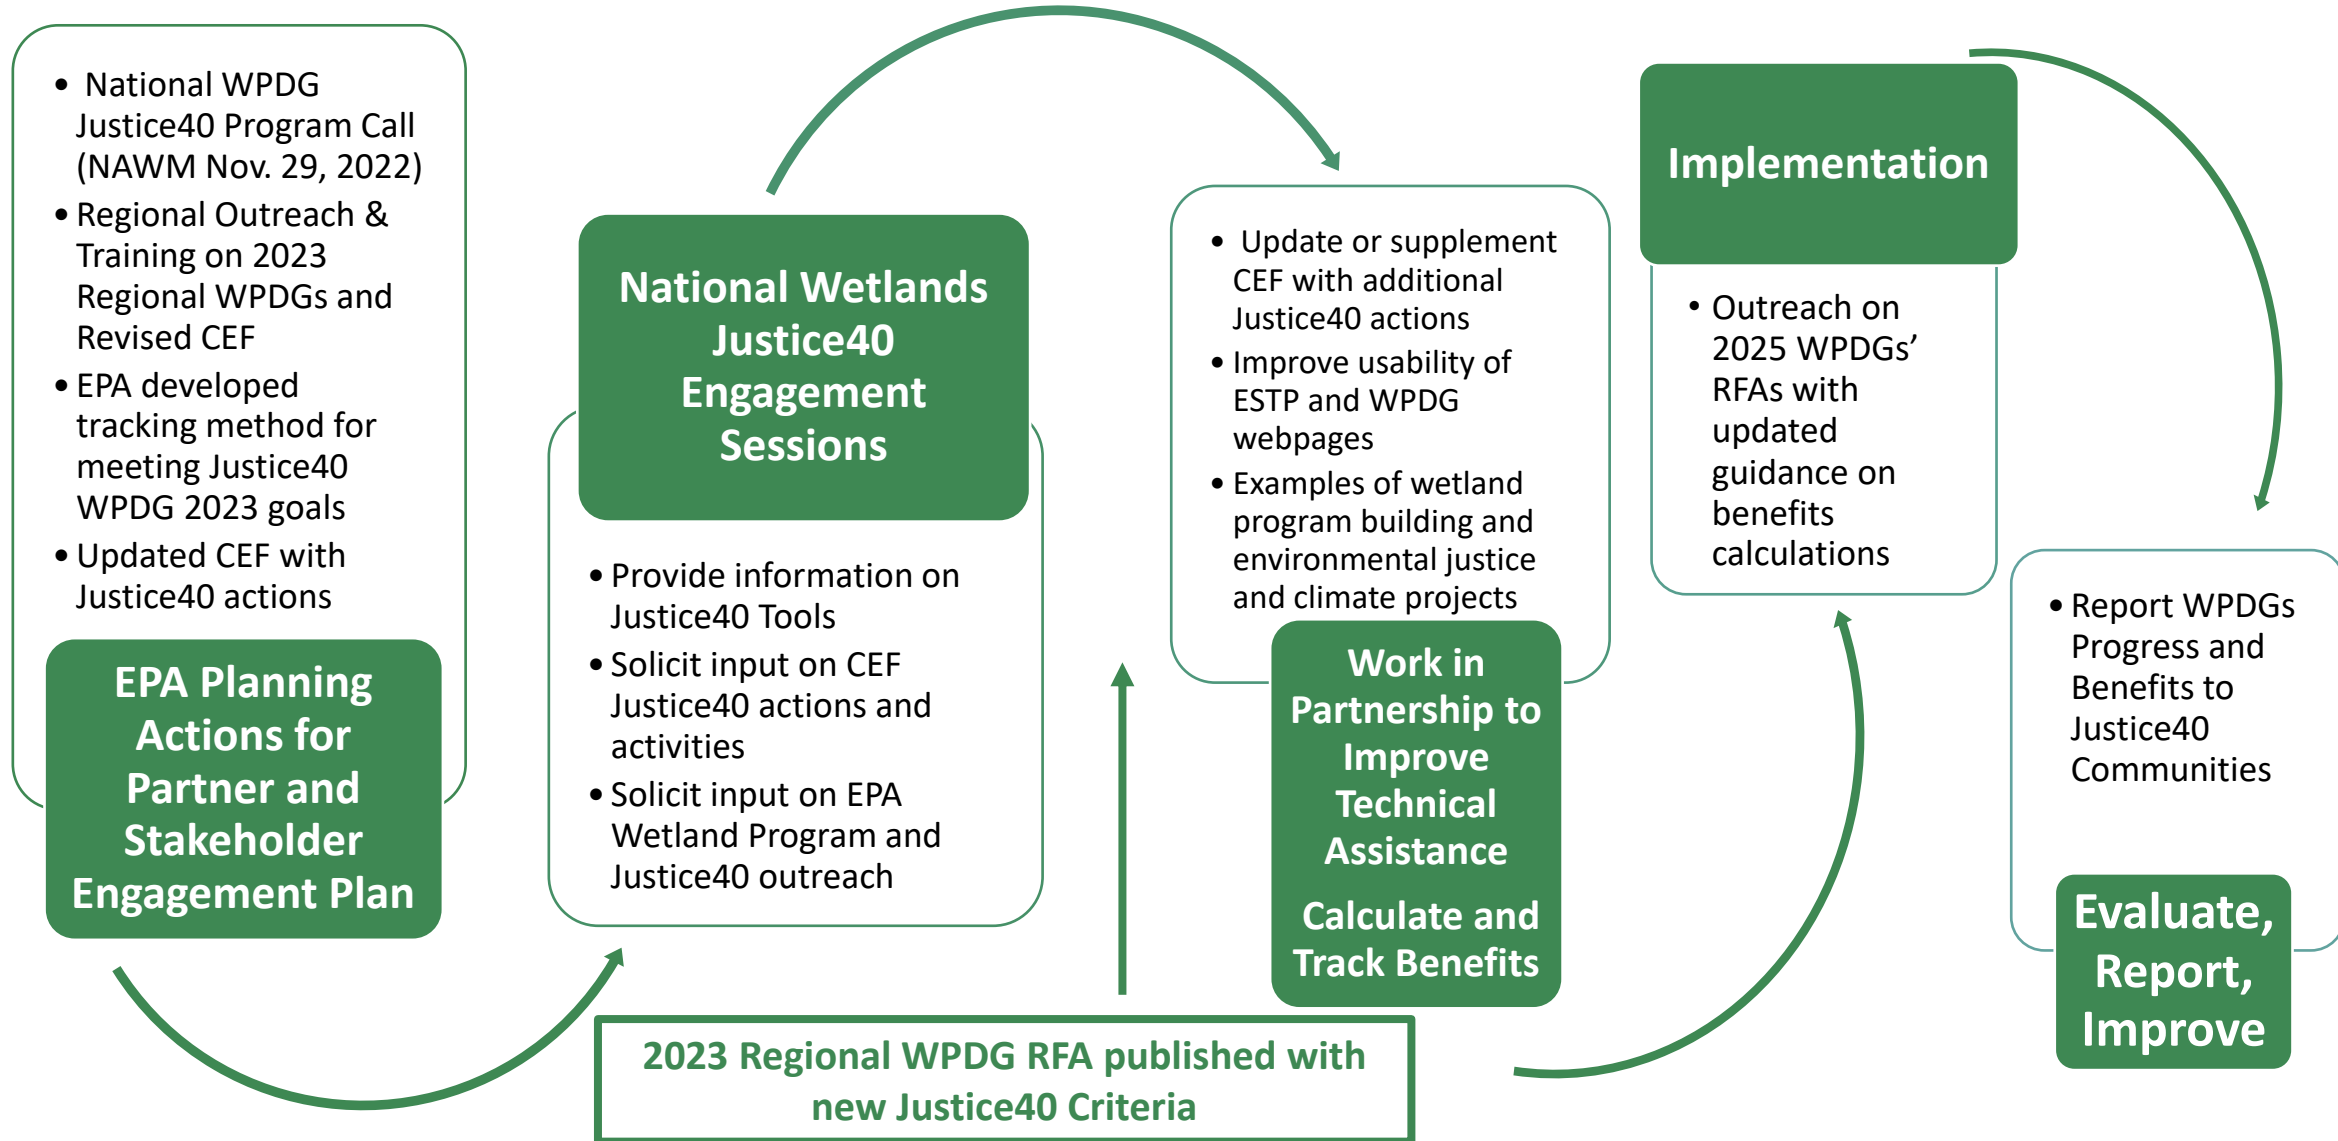 • National WPDG
Justice40 Program Call
(NAWM Nov. 29, 2022)
• Regional Outreach &
Training on 2023
Regional WPDGs and
Revised CEF
• EPA developed
tracking method for
meeting Justice40
WPDG 2023 goals
• Updated CEF with
Justice40 actions
EPA Planning
Actions for
Partner and
Stakeholder
Engagement Plan
National Wetlands
Justice40
Engagement
Sessions
• Provide information on
Justice40 Tools
• Solicit input on CEF
Justice40 actions and
activities
• Solicit input on EPA
Wetland Program and
Justice40 outreach
• Update or supplement
CEF with additional
Justice40 actions
• Improve usability of
ESTP and WPDG
webpages
• Examples of wetland
program building and
environmental justice
and climate projects
Work in
Partnership to
Improve
Technical
Assistance
Calculate and
Track Benefits
2023 Regional WPDG RFA published with
new Justice40 Criteria
Implementation
• Outreach on
2025 WPDGs’
RFAs with
updated
guidance on
benefits
calculations
• Report WPDGs
Progress and
Benefits to
Justice40
Communities
Evaluate,
Report,
Improve